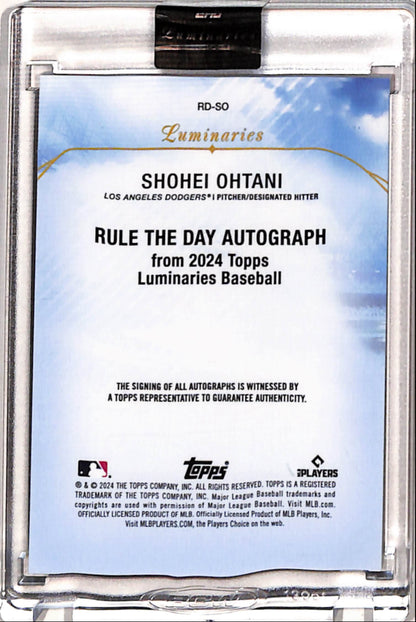 Luminaries
RD-SO
Luminaries
SHOHEI OHTANI
LOS ANGELES DODGERS® | PITCHER/DESIGNATED HITTER
RULE THE DAY AUTOGRAPH
from 2024 Topps
Luminaries Baseball
THE SIGNING OF ALL AUTOGRAPHS IS WITNESSED BY
A TOPPS REPRESENTATIVE TO GUARANTEE AUTHENTICITY.
Topps
PLAYERS
® & © 2024 THE TOPPS COMPANY, INC. ALL RIGHTS RESERVED. TOPPS IS A REGISTERED
TRADEMARK OF THE TOPPS COMPANY, INC. Major League Baseball trademarks and
copyrights are used with permission of Major League Baseball. Visit MLB.com.
OFFICIALLY LICENSED PRODUCT OF MLB. Officially Licensed Product of MLB Players, Inc.
Visit MLBPLAYERS.COM, the Players Choice on the web.